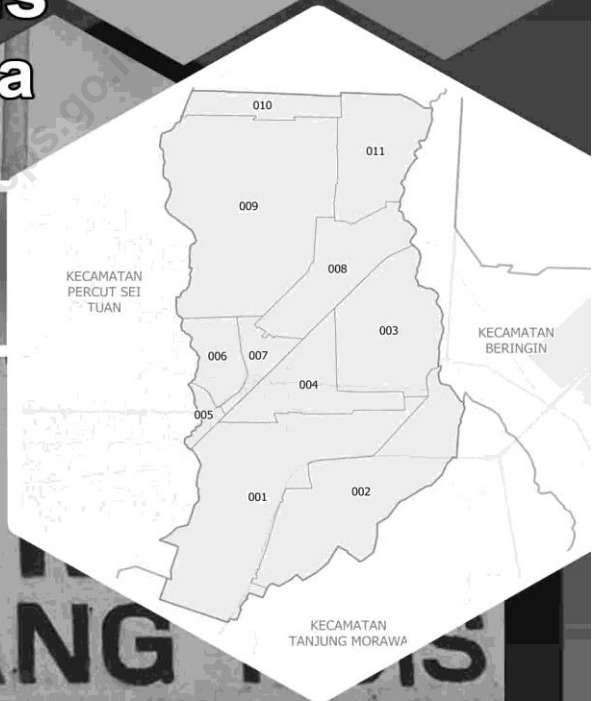 a
010
011
009
008
KECAMATAN
PERCUT SEI
TUAN
003
KECAMATAN
BERINGIN
006
007
004
005
001
002
KECAMATAN
TANJUNG MORAWA